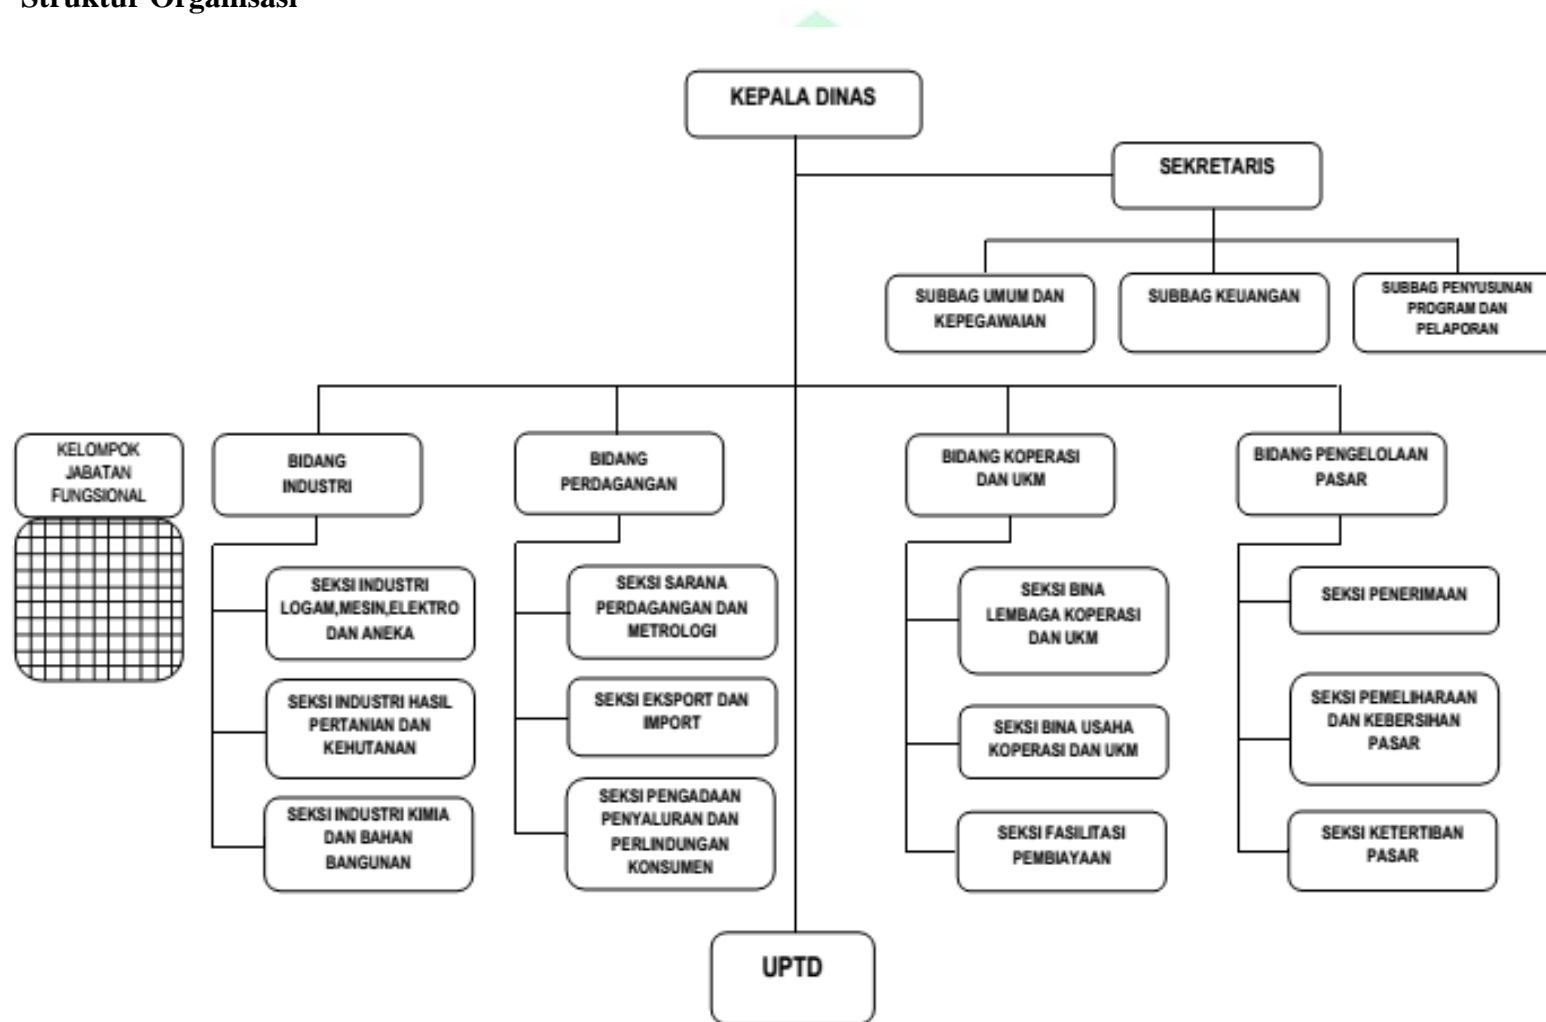 Struktur Organisasi
KEPALA DINAS
SEKRETARIS
SUBBAG UMUM DAN
KEPEGAWAIAN
SUBBAG KEUANGAN
SUBBAG PENYUSUNAN
PROGRAM DAN
PELAPORAN
KELOMPOK
JABATAN
FUNGSIONAL
BIDANG
INDUSTRI
BIDANG
PERDAGANGAN
BIDANG KOPERASI
DAN UKM
BIDANG PENGELOLAAN
PASAR
SEKSI INDUSTRI
LOGAM,MESIN,ELEKTRO
DAN ANEKA
SEKSI INDUSTRI HASIL
PERTANIAN DAN
KEHUTANAN
SEKSI INDUSTRI KIMIA
DAN BAHAN
BANGUNAN
SEKSI SARANA
PERDAGANGAN DAN
METROLOGI
SEKSI EKSPORT DAN
IMPORT
SEKSI PENGADAAN
PENYALURAN DAN
PERLINDUNGAN
KONSUMEN
SEKSI BINA
LEMBAGA KOPERASI
DAN UKM
SEKSI BINA USAHA
KOPERASI DAN UKM
SEKSI FASILITASI
PEMBIAYAAN
SEKSI PENERIMAAN
SEKSI PEMELIHARAAN
DAN KEBERSIHAN
PASAR
SEKSI KETERTIBAN
PASAR
UPTD